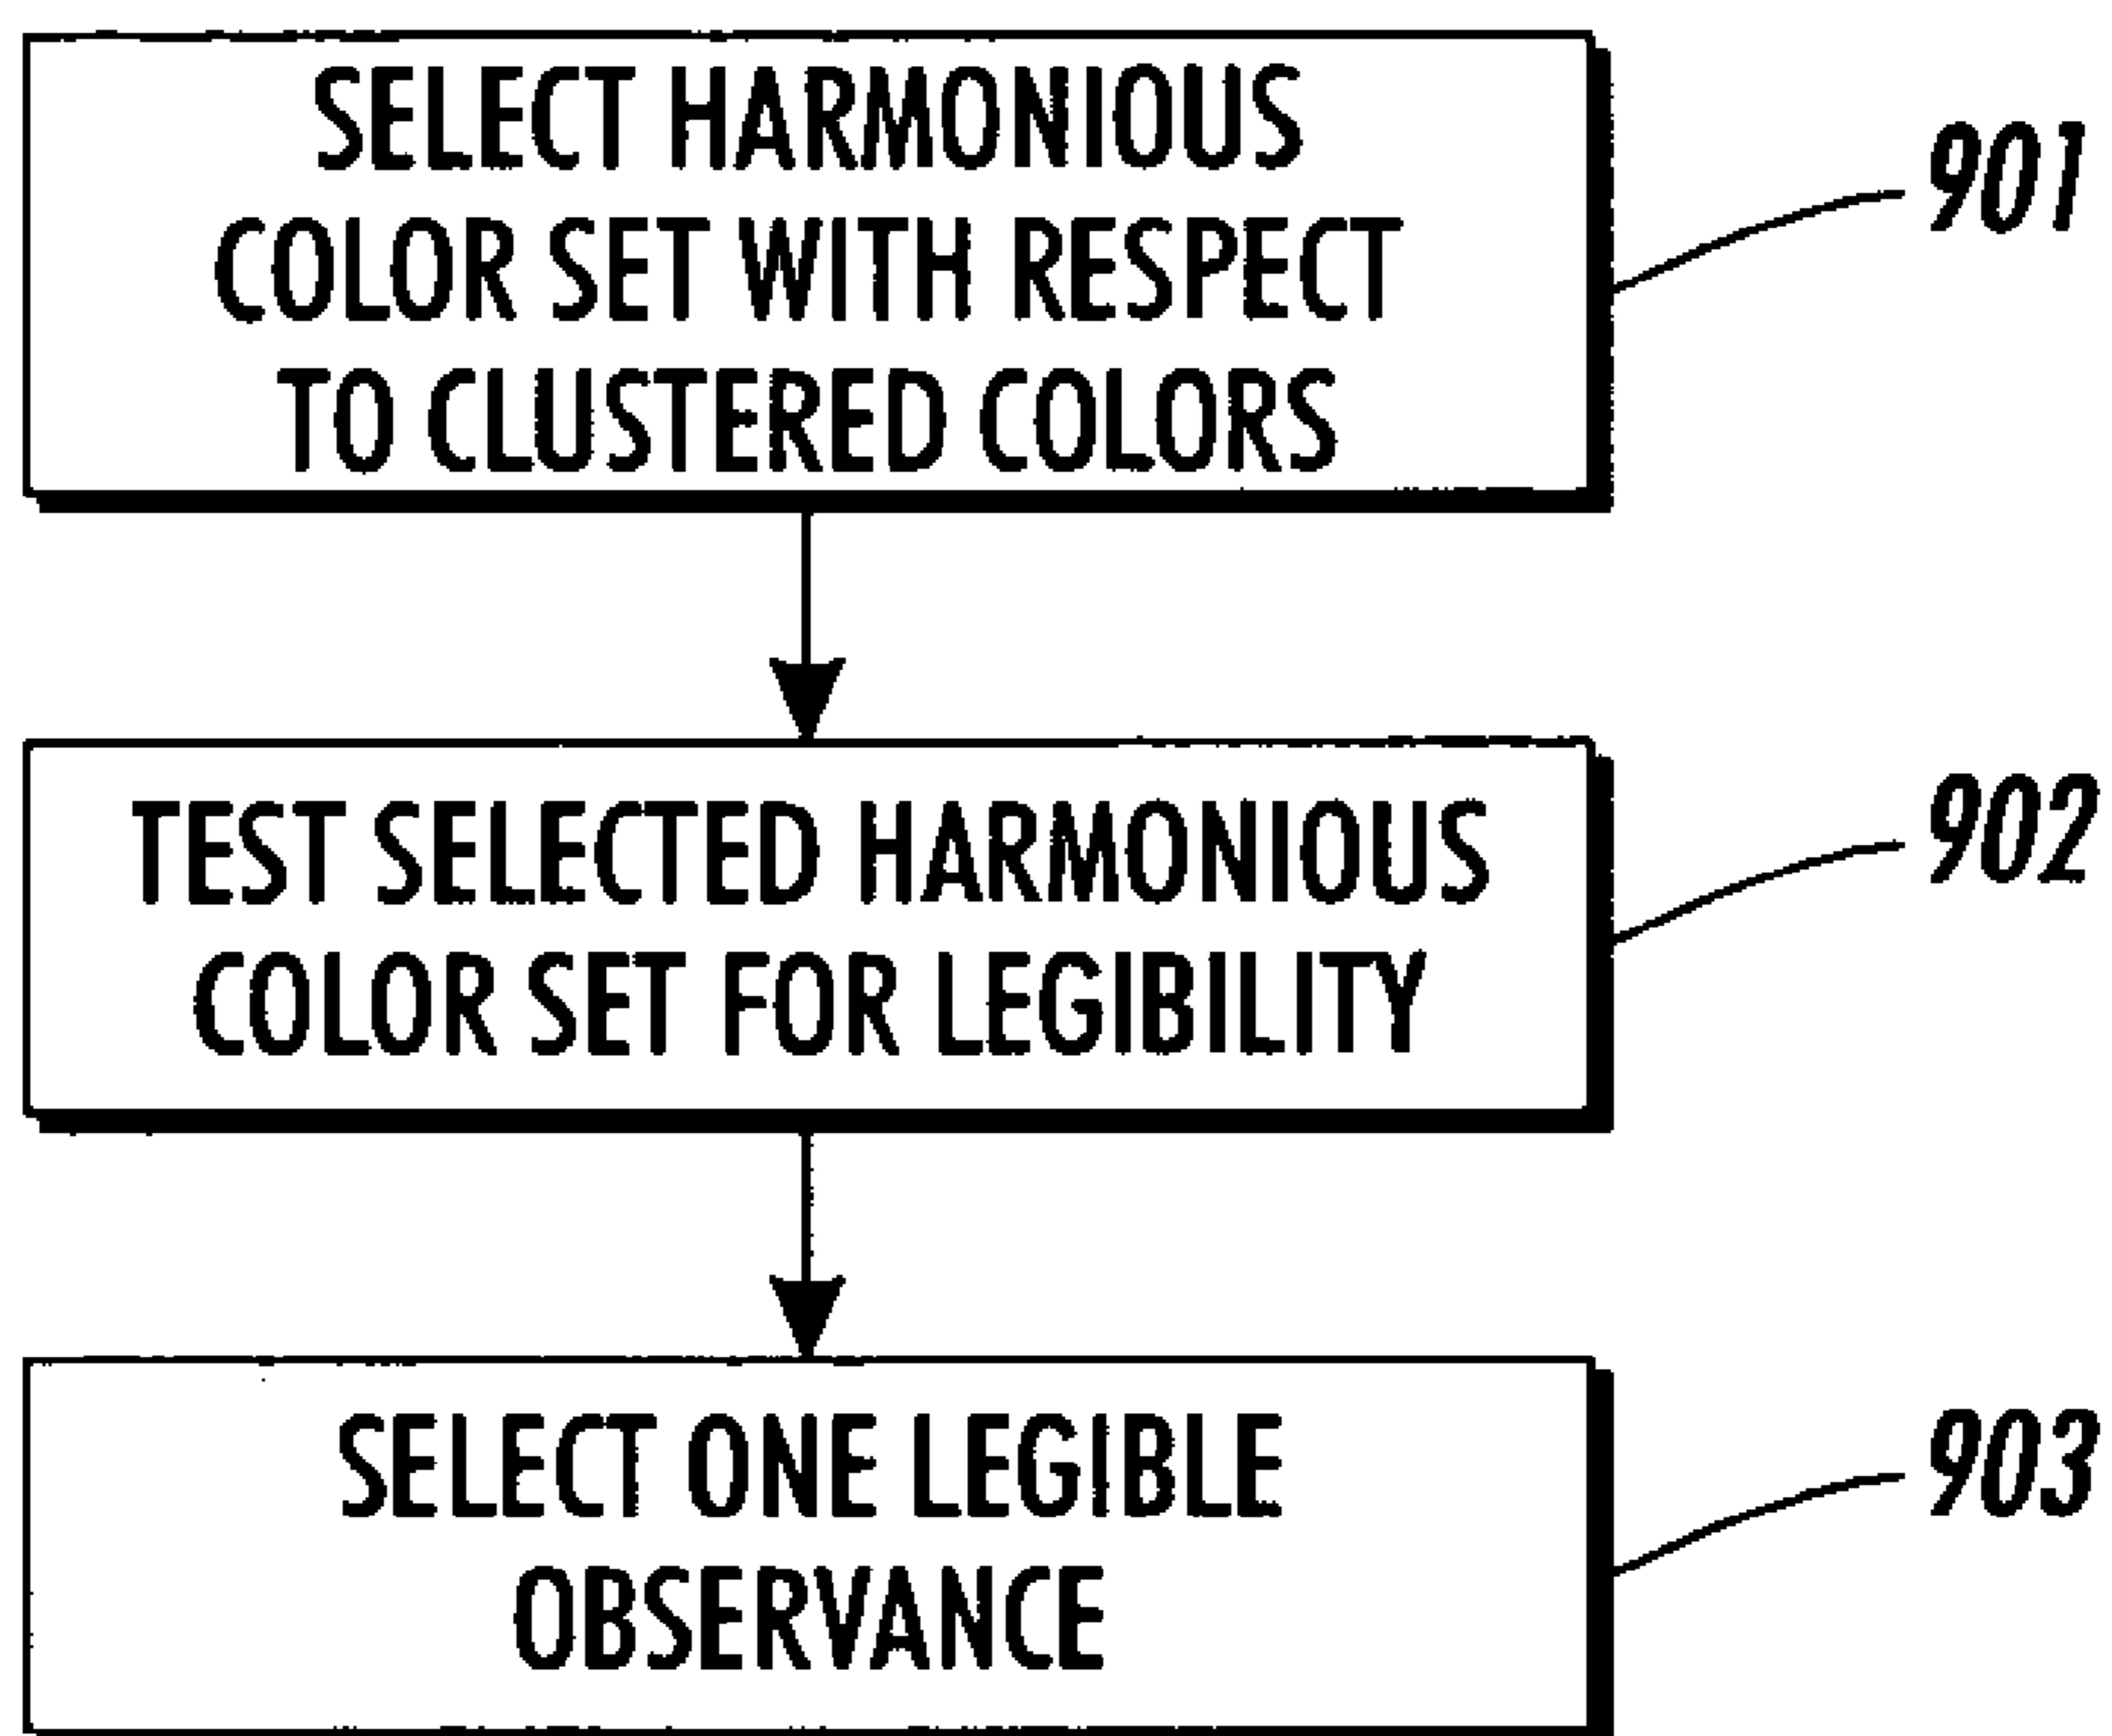 SELECT HARMONIOUS
COLOR SET WITH RESPECT
TO CLUSTERED COLORS
901
TEST SELECTED HARMONIOUS
COLOR SET FOR LEGIBILITY
902
SELECT ONE LEGIBLE
OBSERVANCE
903